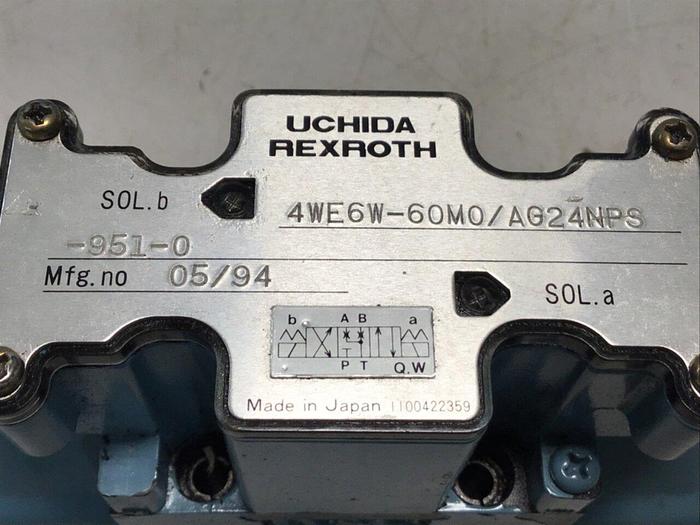 UCHIDA
REXROTH
SOL.b
4WE6W-60M0/AG24NPS
-951-0
Mfg.no 05/94
SOL.a
b A B a
P T Q.W
Made in Japan 1100422359